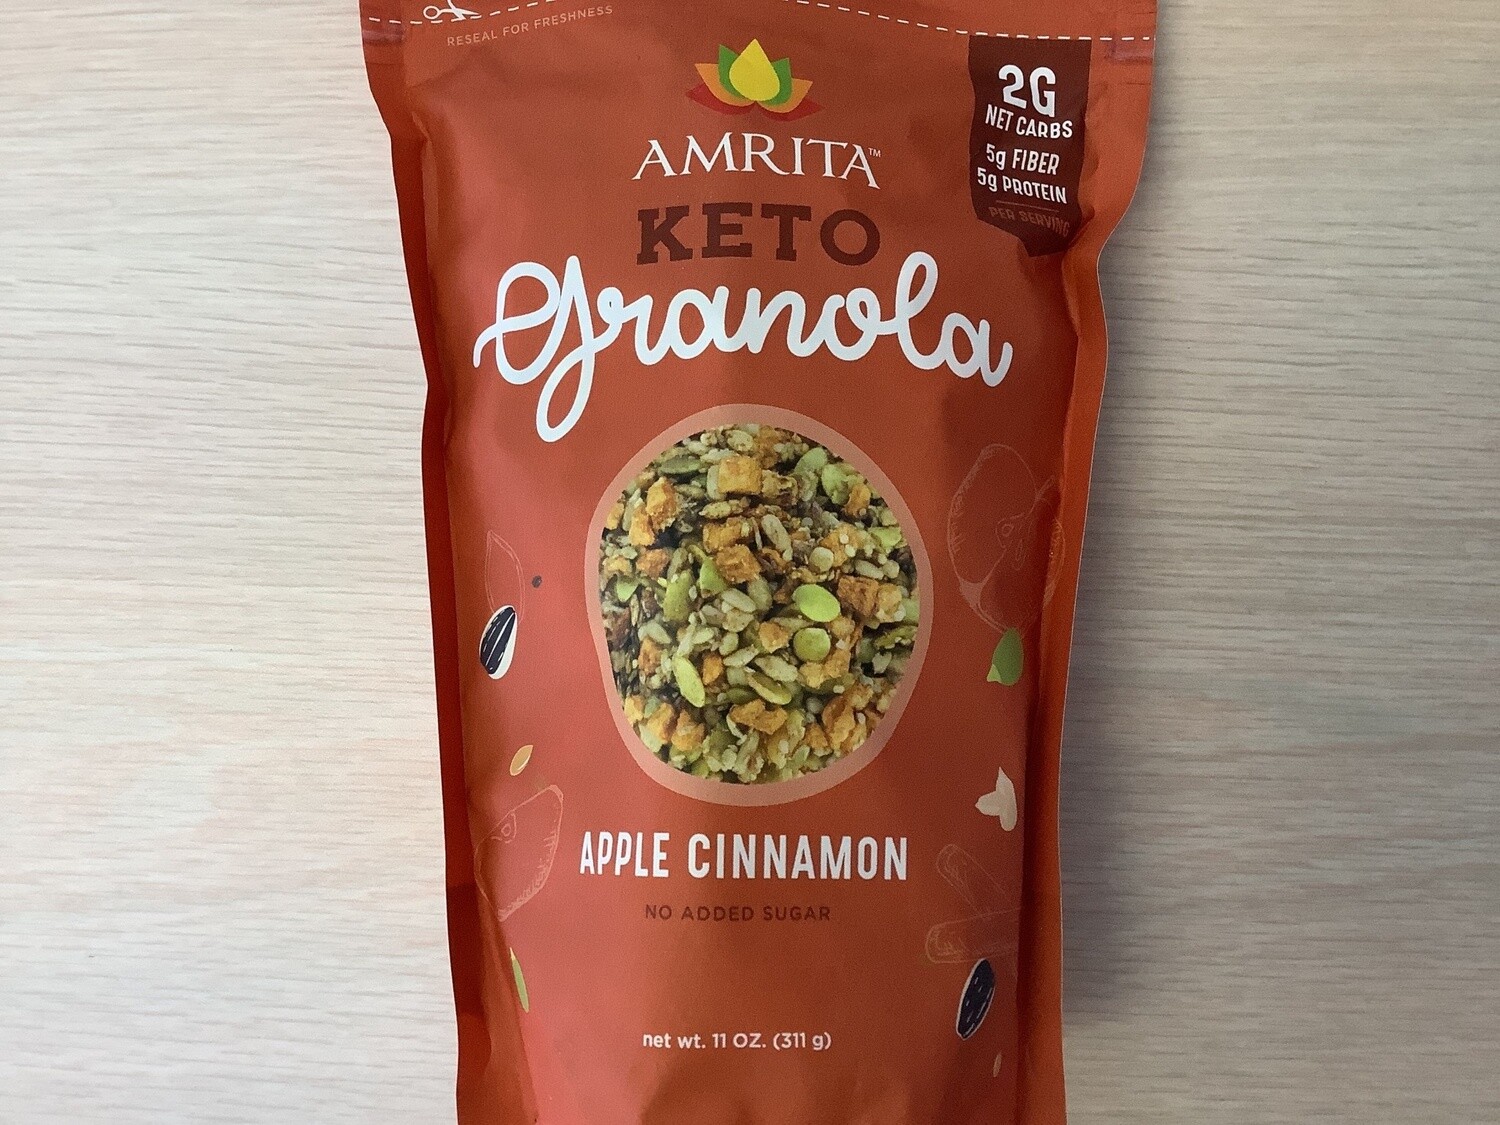 RESEAL FOR FRESHNESS
AMRITA™
KETO
Granola
2G
NET CARBS
5g FIBER
5g PROTEIN
PER SERVING
APPLE CINNAMON
NO ADDED SUGAR
net wt. 11 OZ. (311 g)